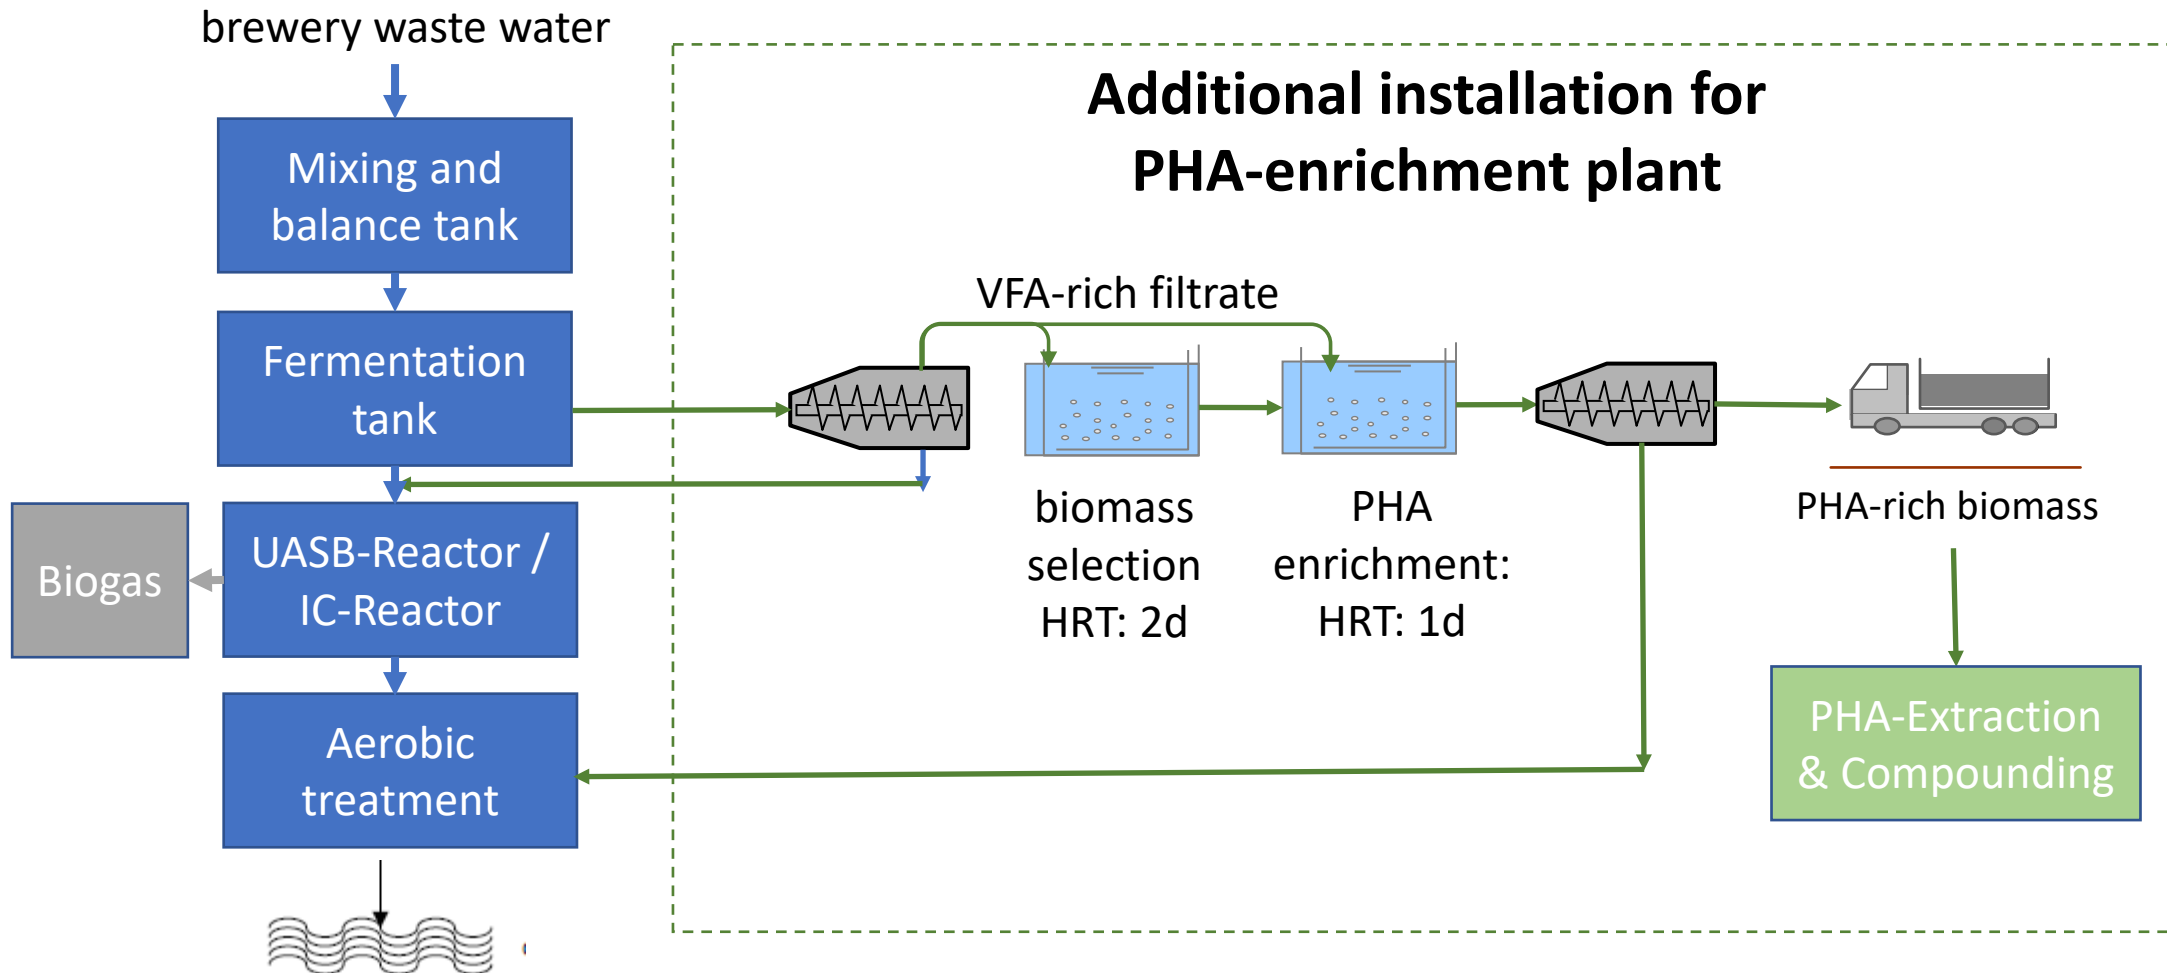 brewery waste water
Additional installation for
PHA-enrichment plant
Mixing and
balance tank
VFA-rich filtrate
Fermentation
tank
biomass
selection
HRT: 2d
PHA
enrichment:
HRT: 1d
PHA-rich biomass
Biogas
UASB-Reactor /
IC-Reactor
Aerobic
treatment
PHA-Extraction
& Compounding